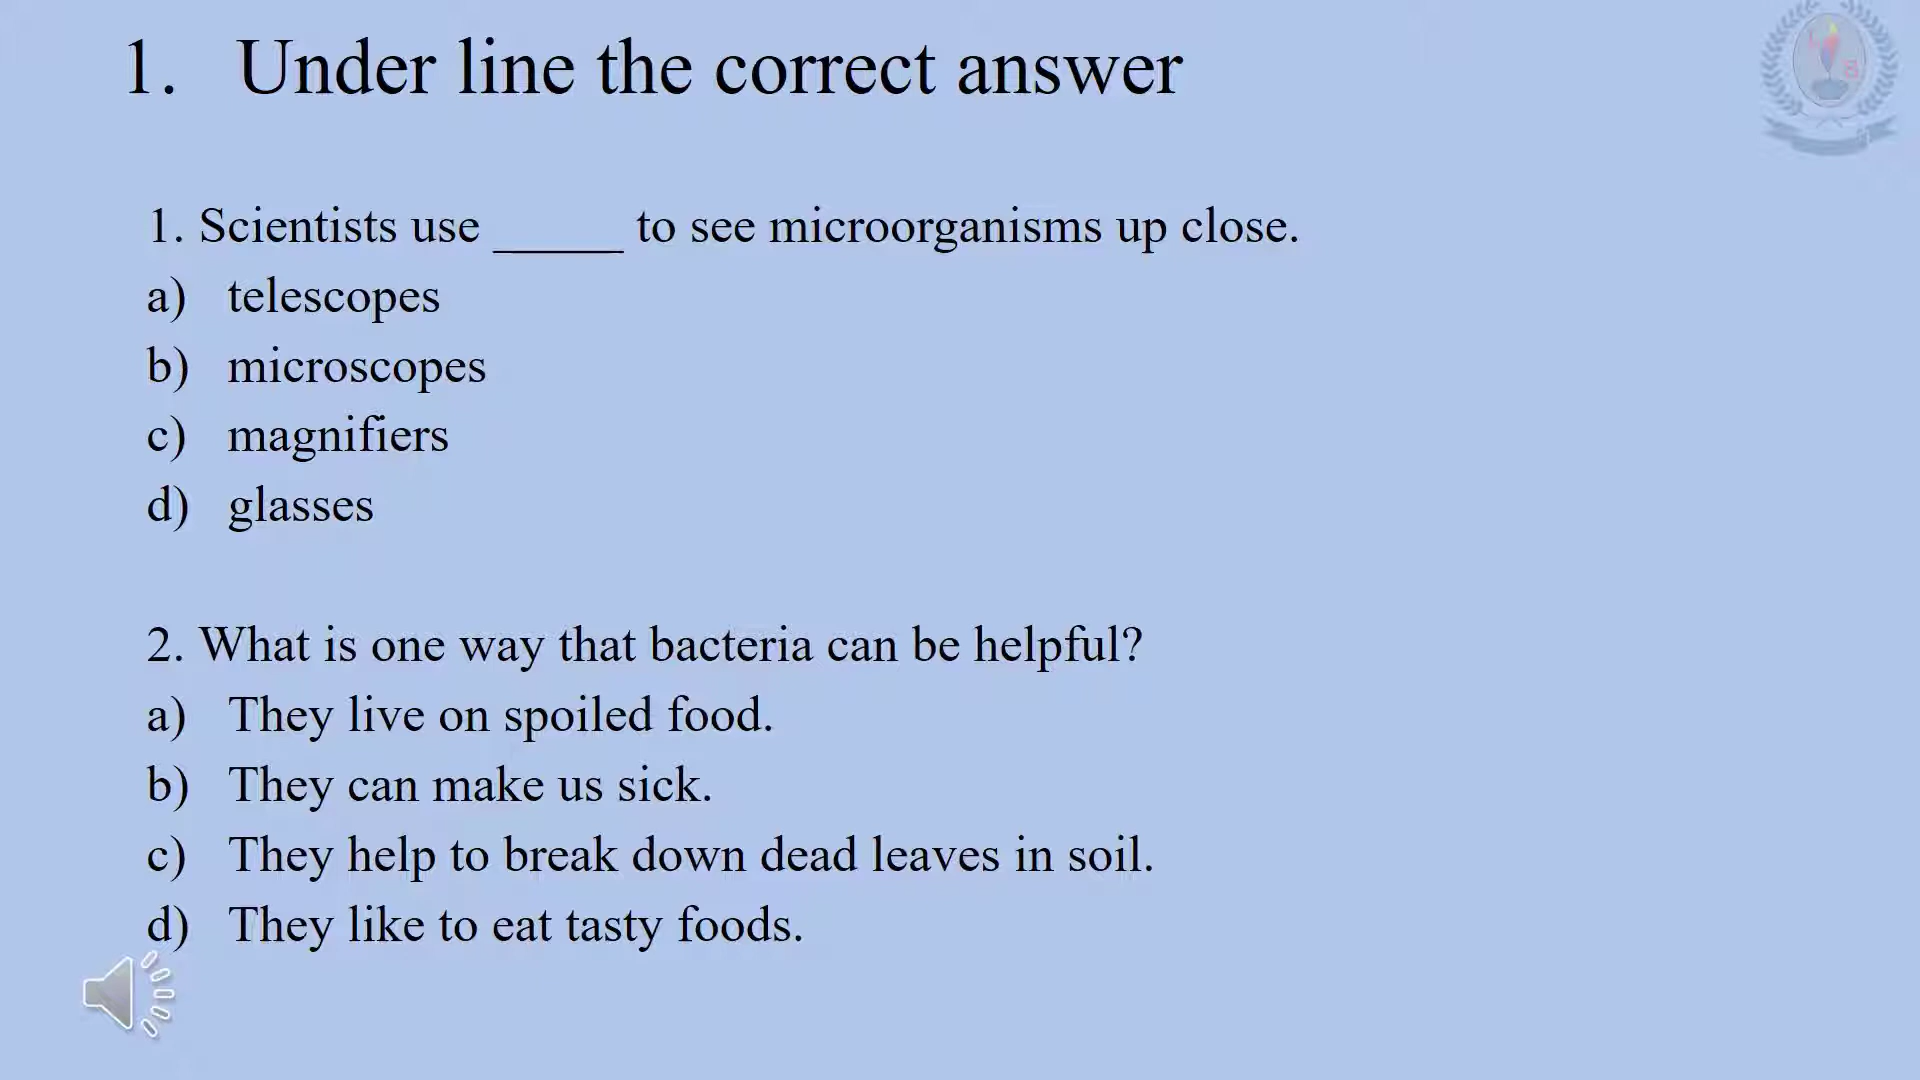 1. Under line the correct answer
1. Scientists use _____ to see microorganisms up close.
a) telescopes
b) microscopes
c) magnifiers
d) glasses
2. What is one way that bacteria can be helpful?
a) They live on spoiled food.
b) They can make us sick.
c) They help to break down dead leaves in soil.
d) They like to eat tasty foods.